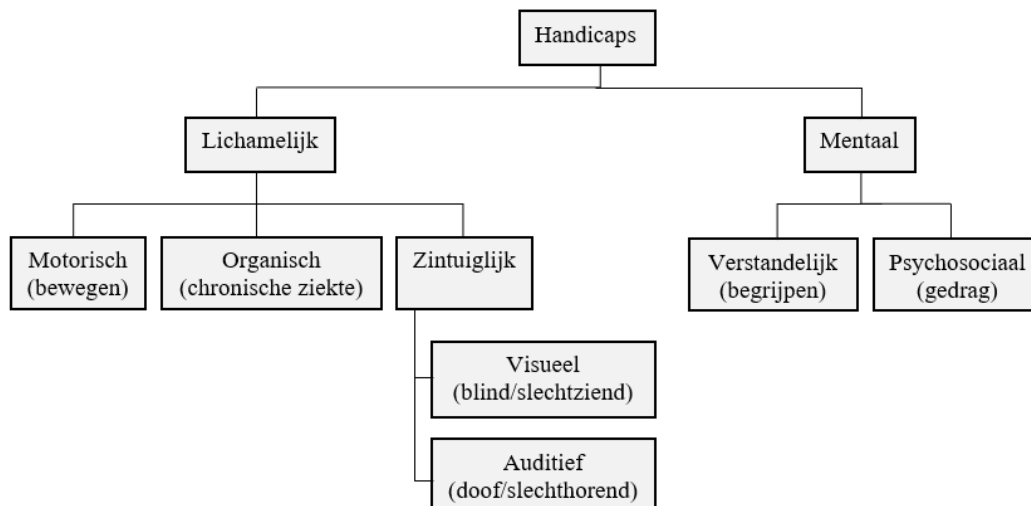 Handicaps
Lichamelijk
Mentaal
Motorisch
(bewegen)
Organisch
(chronische ziekte)
Zintuiglijk
Verstandelijk
(begrijpen)
Psychosociaal
(gedrag)
Visueel
(blind/slechtziend)
Auditief
(doof/slechthorend)